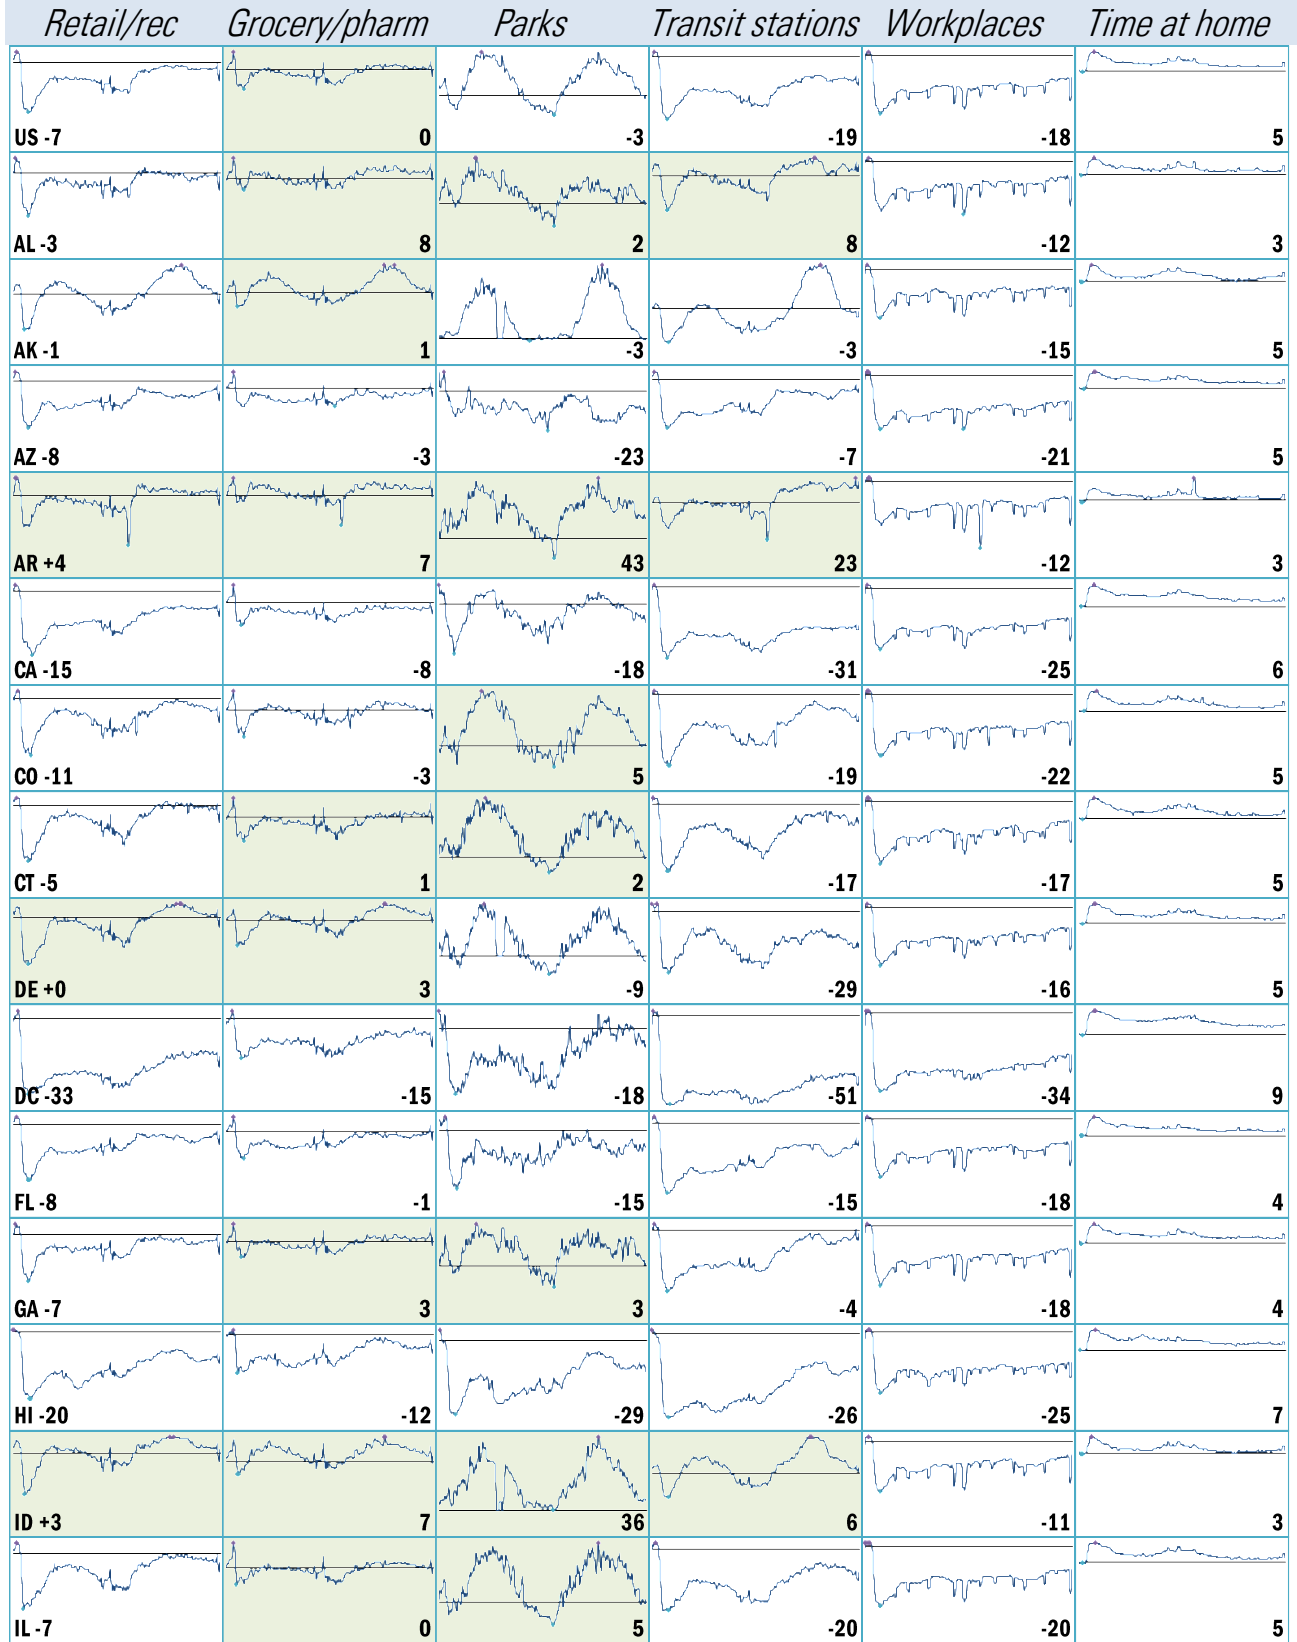 Retail/rec Grocery/pharm Parks Transit stations Workplaces Time at home
US -7 0 -3 -19 -18 5
AL -3 8 2 8 -12 3
AK -1 1 -3 -3 -15 5
AZ -8 -3 -23 -7 -21 5
AR +4 7 43 23 -12 3
CA -15 -8 -18 -31 -25 6
CO -11 -3 5 -19 -22 5
CT -5 1 2 -17 -17 5
DE +0 3 -9 -29 -16 5
DC -33 -15 -18 -51 -34 9
FL -8 -1 -15 -15 -18 4
GA -7 3 3 -4 -18 4
HI -20 -12 -29 -26 -25 7
ID +3 7 36 6 -11 3
IL -7 0 5 -20 -20 5